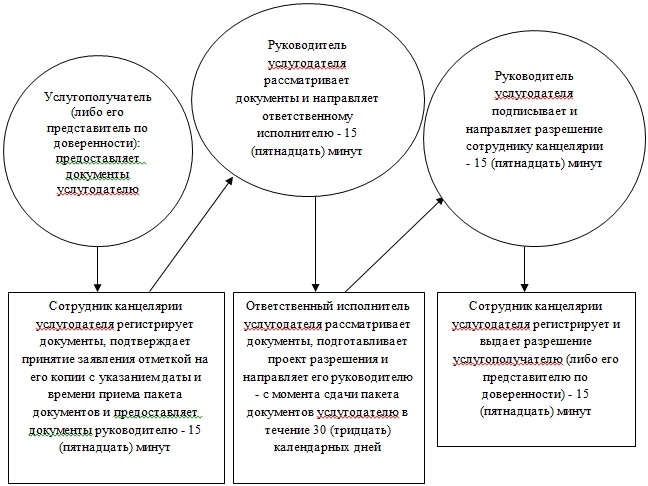 Услугополучатель
(либо его
представитель по
доверенности):
предоставляет
документы
услугодателю
Сотрудник канцелярии
услугодателя регистрирует
документы, подтверждает
принятие заявления отметкой на
его копии с указанием даты и
времени приема пакета
документов и предоставляет
документы руководителю - 15
(пятнадцать) минут
Руководитель
услугодателя
рассматривает
документы и направляет
ответственному
исполнителю - 15
(пятнадцать) минут
Ответственный исполнитель
услугодателя рассматривает
документы, подготавливает
проект разрешения и
направляет его руководителю
- с момента сдачи пакета
документов услугодателю в
течение 30 (тридцать)
календарных дней
Руководитель
услугодателя
подписывает и
направляет разрешение
сотруднику канцелярии
- 15 (пятнадцать) минут
Сотрудник канцелярии
услугодателя регистрирует и
выдает разрешение
услугополучателю (либо его
представителю по
доверенности) - 15
(пятнадцать) минут